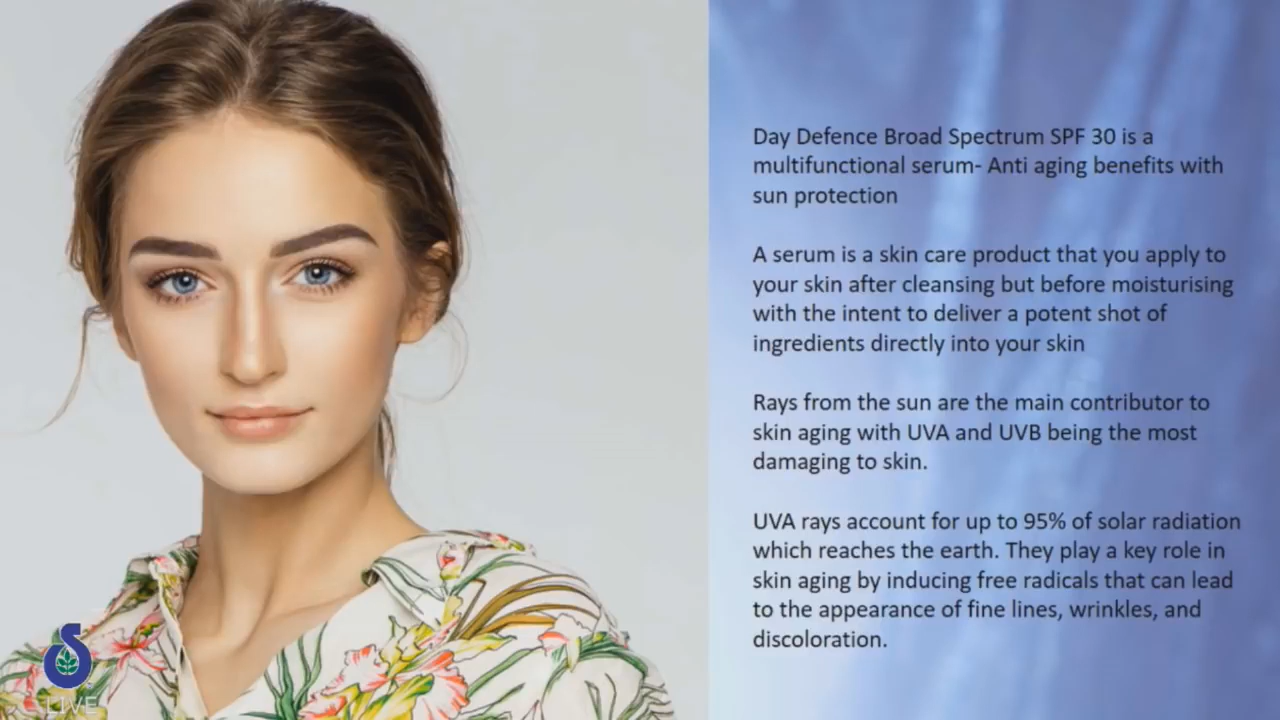 Day Defence Broad Spectrum SPF 30 is a
multifunctional serum- Anti aging benefits with
sun protection
A serum is a skin care product that you apply to
your skin after cleansing but before moisturising
with the intent to deliver a potent shot of
ingredients directly into your skin
Rays from the sun are the main contributor to
skin aging with UVA and UVB being the most
damaging to skin.
UVA rays account for up to 95% of solar radiation
which reaches the earth. They play a key role in
skin aging by inducing free radicals that can lead
to the appearance of fine lines, wrinkles, and
discoloration.
LIVE